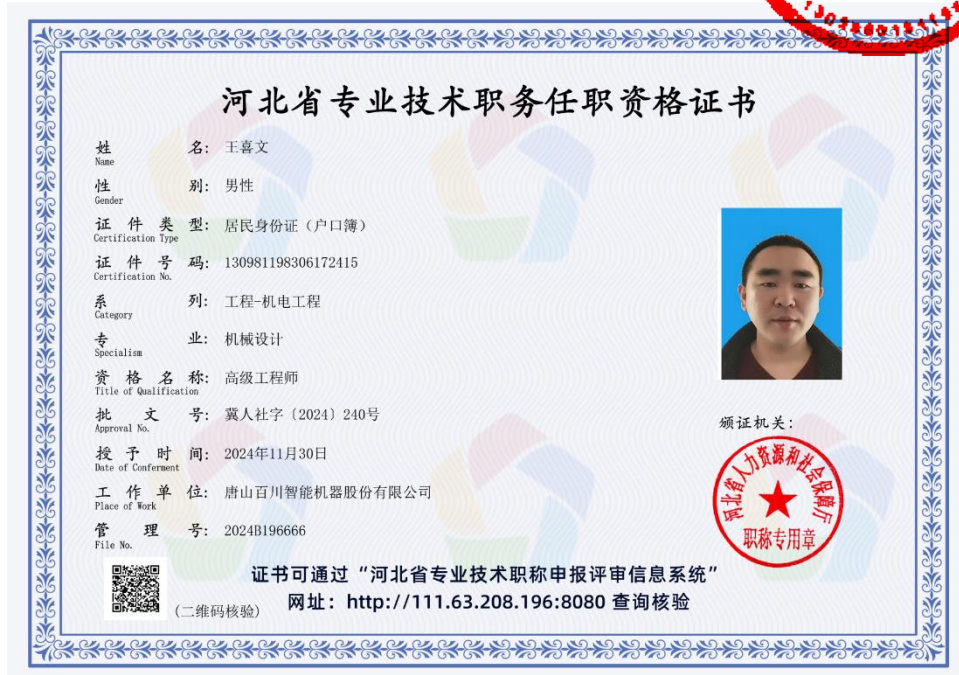 河北省专业技术职务任职资格证书
姓名: 王喜文
Name
性别: 男性
Gender
证件类型: 居民身份证（户口簿）
Certification Type
证件号码: 130981198306172415
Certification No.
系列: 工程-机电工程
Category
专业: 机械设计
Specialism
资格名称: 高级工程师
Title of Qualification
批文号: 冀人社字〔2024〕240号
Approval No.
授予时间: 2024年11月30日
Date of Conferment
工作单位: 唐山百川智能机器股份有限公司
Place of Work
管理号: 2024B196666
File No.
颁证机关:
河北省人力资源和社会保障厅
职称专用章
(二维码核验)
证书可通过“河北省专业技术职称申报评审信息系统”
网址：http://111.63.208.196:8080 查询核验